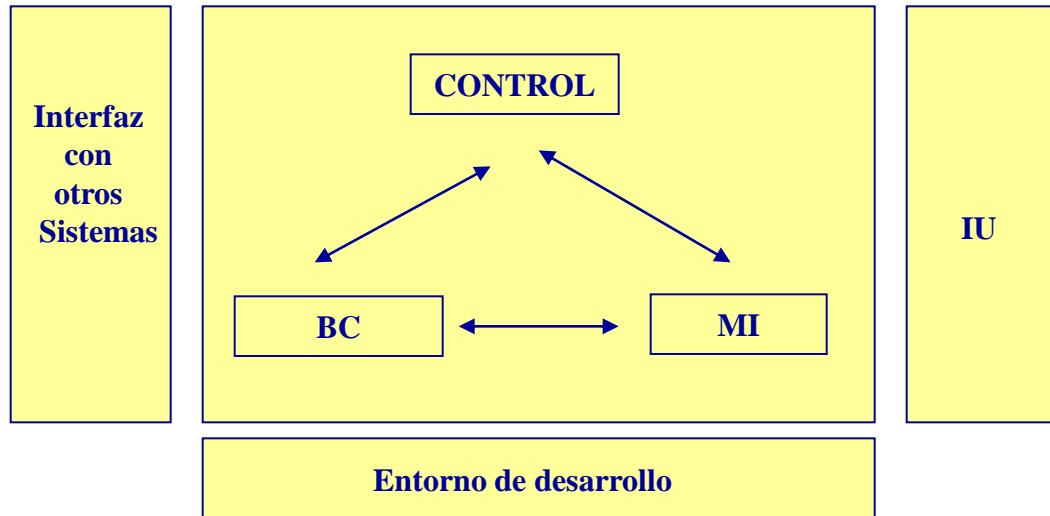 Interfaz
con
otros
Sistemas
CONTROL
BC
MI
IU
Entorno de desarrollo